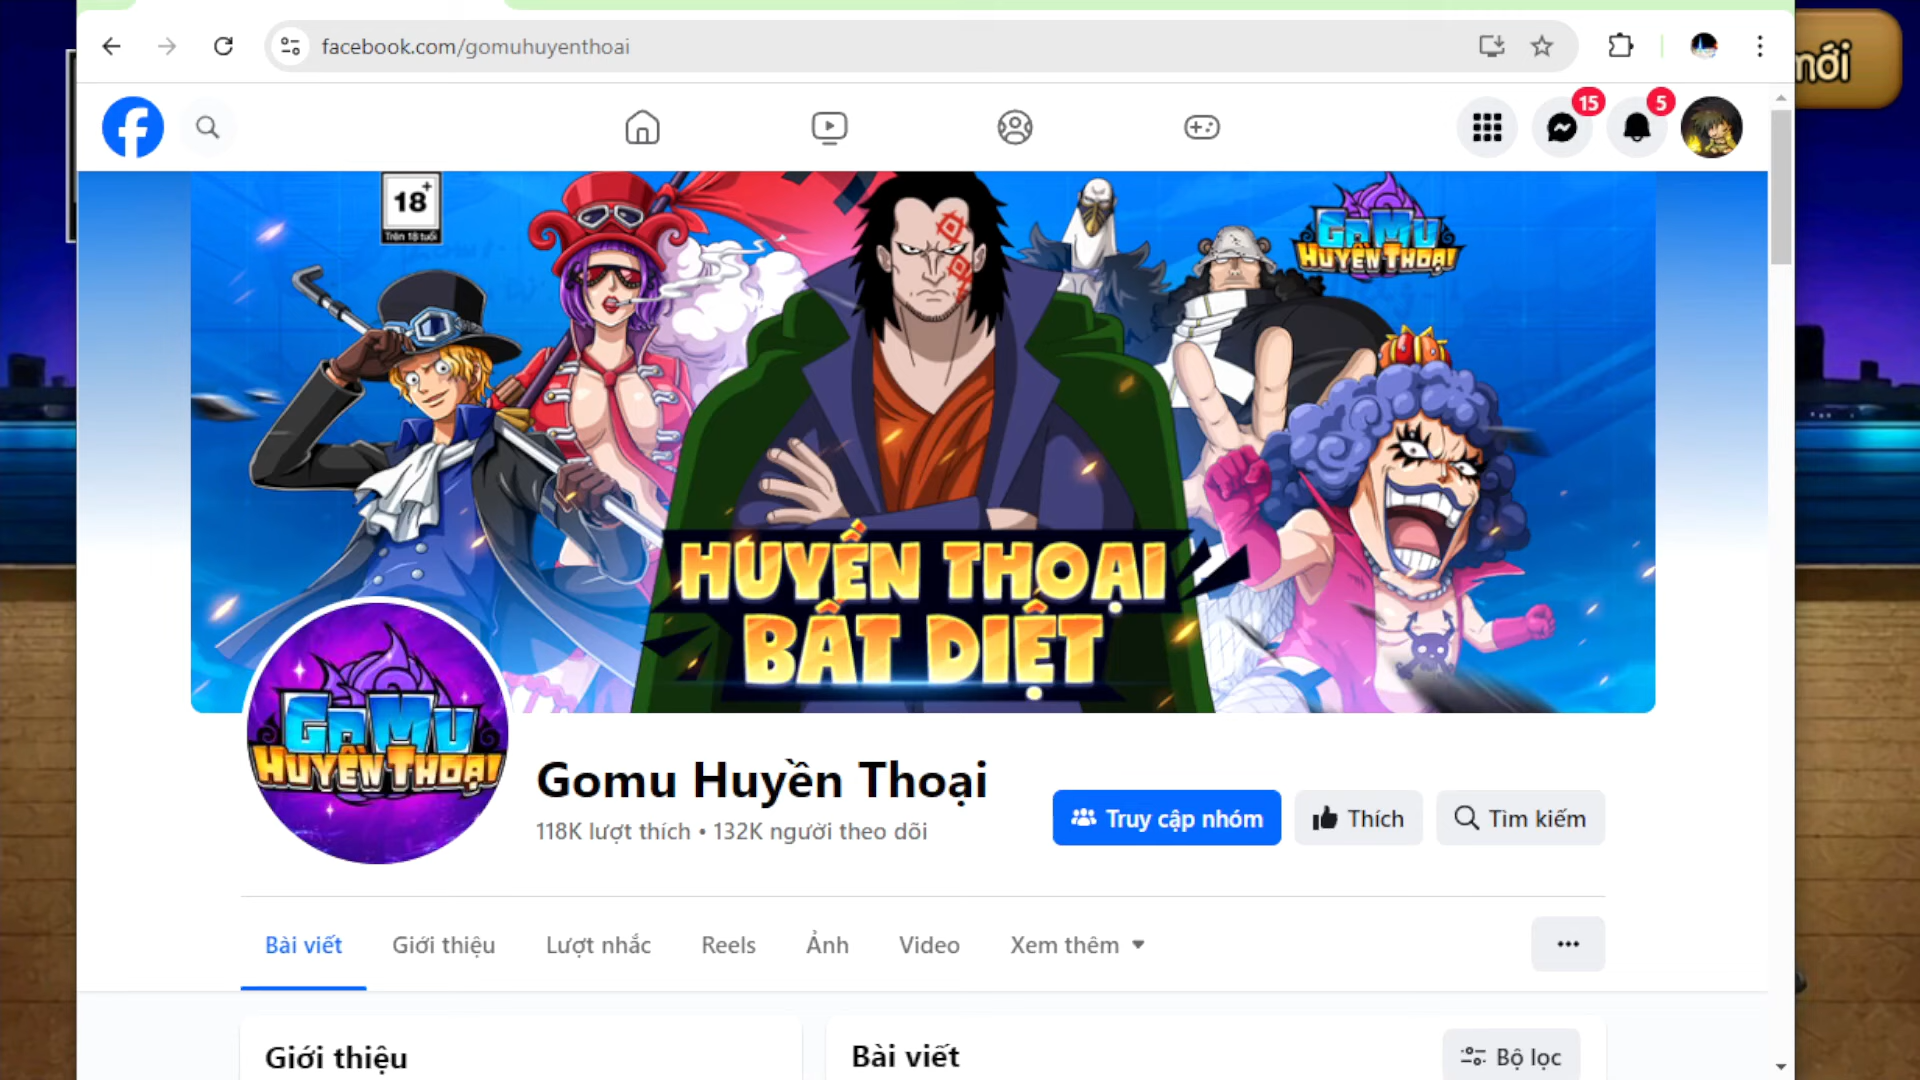 facebook.com/gomuhuyenthoai
mới
15
5
18+
Trên 18 tuổi
GoMu
HUYỀN THOẠI
HUYỀN THOẠI
BẤT DIỆT
GoMu
HUYỀN THOẠI
Gomu Huyền Thoại
118K lượt thích • 132K người theo dõi
Truy cập nhóm
Thích
Tìm kiếm
Bài viết
Giới thiệu
Lượt nhắc
Reels
Ảnh
Video
Xem thêm
Giới thiệu
Bài viết
Bộ lọc